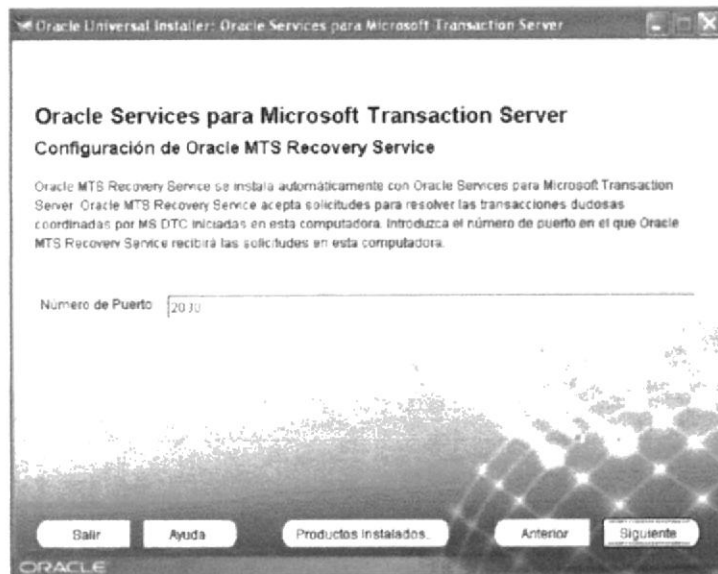 Oracle Universal Installer: Oracle Services para Microsoft Transaction Server
Oracle Services para Microsoft Transaction Server
Configuración de Oracle MTS Recovery Service
Oracle MTS Recovery Service se instala automáticamente con Oracle Services para Microsoft Transaction
Server. Oracle MTS Recovery Service acepta solicitudes para resolver las transacciones dudosas
coordinadas por MS DTC iniciadas en esta computadora. Introduzca el número de puerto en el que Oracle
MTS Recovery Service recibirá las solicitudes en esta computadora.
Número de Puerto 2030
Salir Ayuda Productos Instalados... Anterior Siguiente
ORACLE